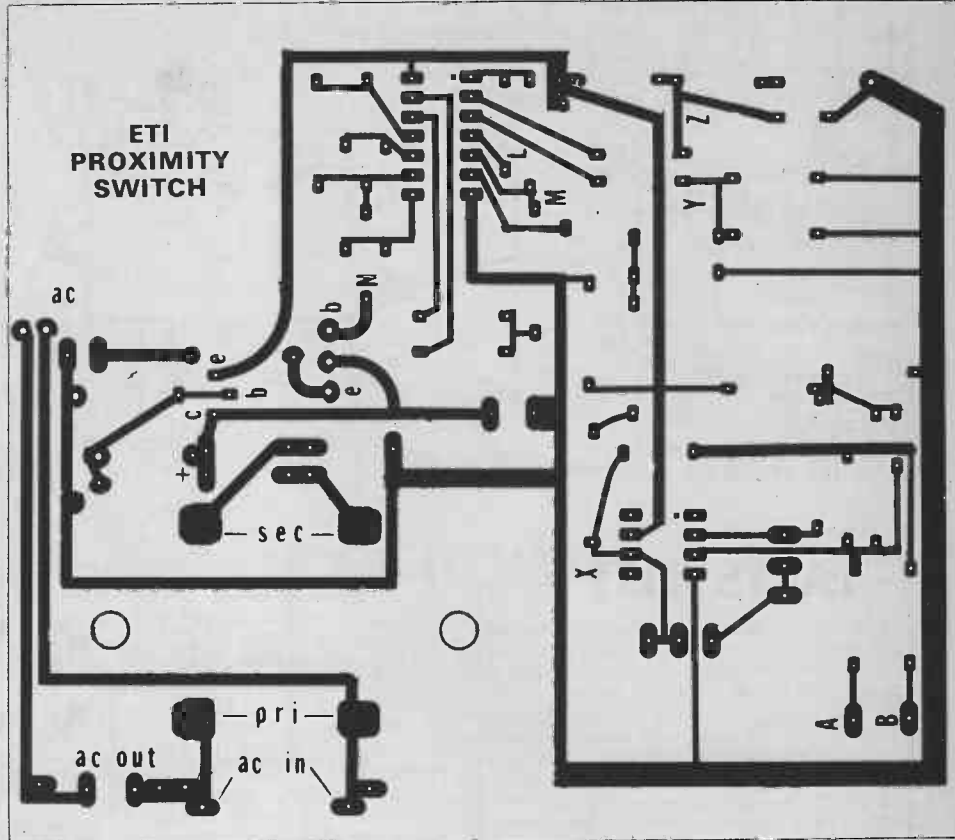 ETI
PROXIMITY
SWITCH
L
Z
M
Y
ac
b
M
e
b
e
c
+
— sec —
X
— pri —
A
B
ac out
ac in